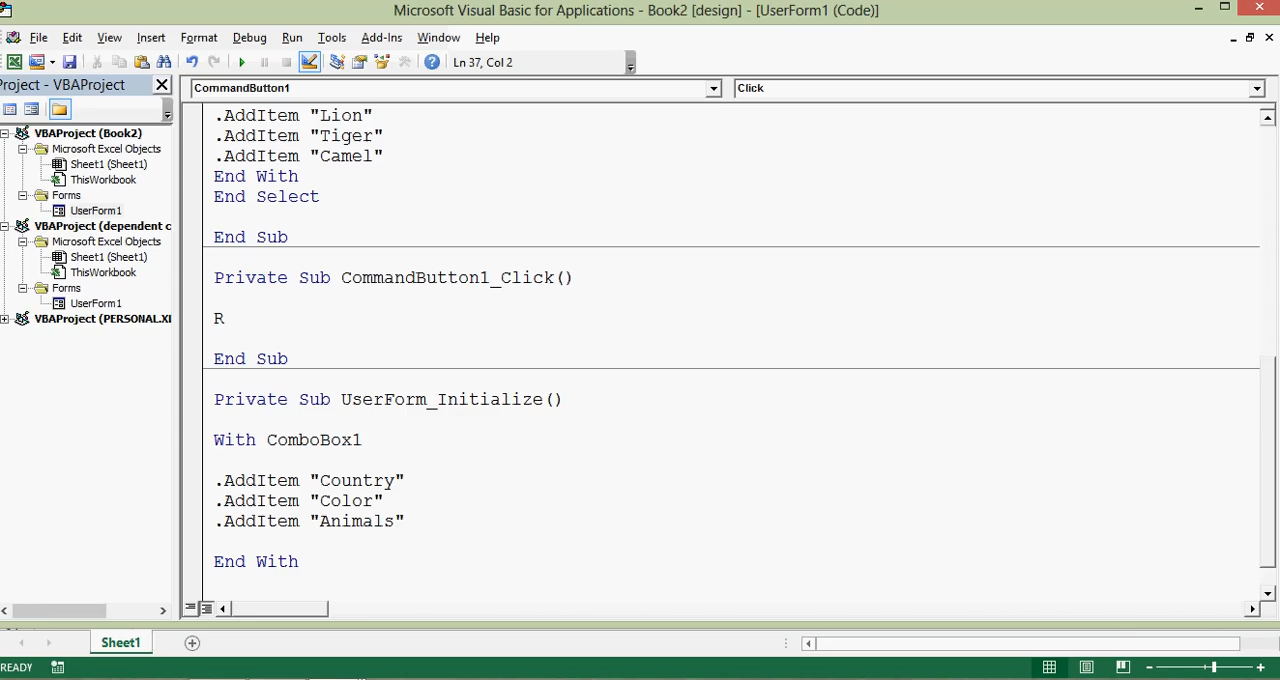 Microsoft Visual Basic for Applications - Book2 [design] - [UserForm1 (Code)]
File Edit View Insert Format Debug Run Tools Add-Ins Window Help
Ln 37, Col 2
Project - VBAProject
CommandButton1
Click
VBAProject (Book2)
Microsoft Excel Objects
Sheet1 (Sheet1)
ThisWorkbook
Forms
UserForm1
VBAProject (dependent c
Microsoft Excel Objects
Sheet1 (Sheet1)
ThisWorkbook
Forms
UserForm1
VBAProject (PERSONAL.XL
.AddItem "Lion"
.AddItem "Tiger"
.AddItem "Camel"
End With
End Select
End Sub
Private Sub CommandButton1_Click()
R
End Sub
Private Sub UserForm_Initialize()
With ComboBox1
.AddItem "Country"
.AddItem "Color"
.AddItem "Animals"
End With
Sheet1
READY